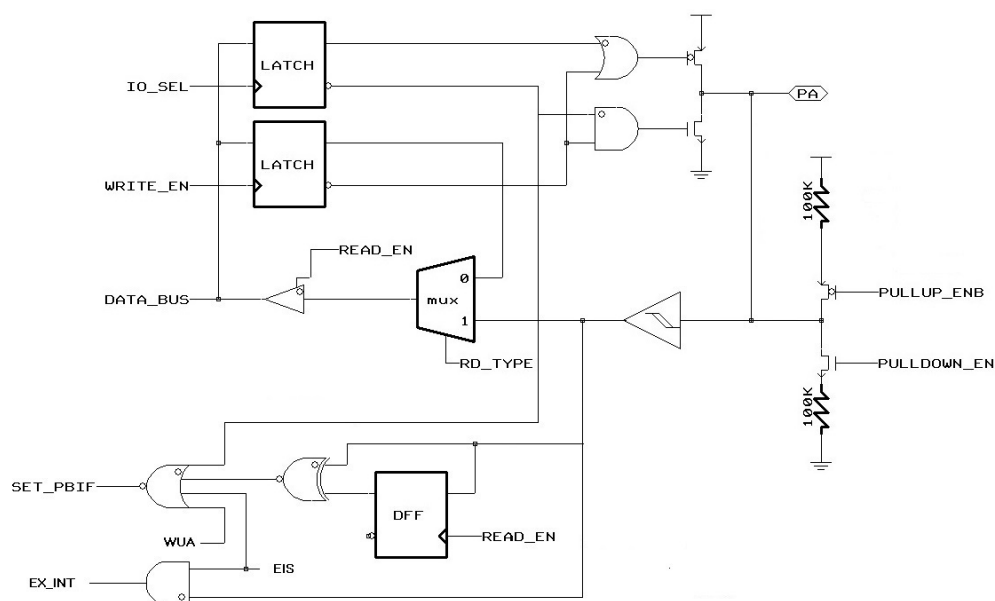 LATCH
IO_SEL
PA
LATCH
WRITE_EN
100K
READ_EN
0
DATA_BUS
mux
PULLUP_ENB
1
RD_TYPE
PULLDOWN_EN
100K
SET_PBIF
DFF
WUA
READ_EN
EIS
EX_INT